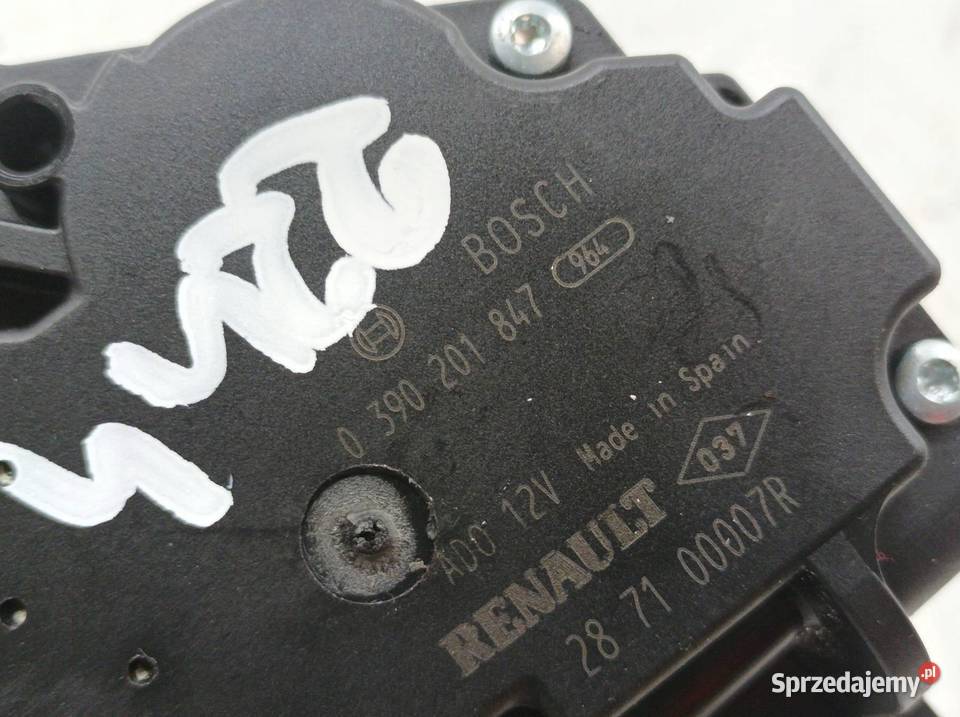 BOSCH
0 390 201 847 964
ADO 12V Made in Spain
RENAULT 037
28 71 00007R
Sprzedajemy.pl